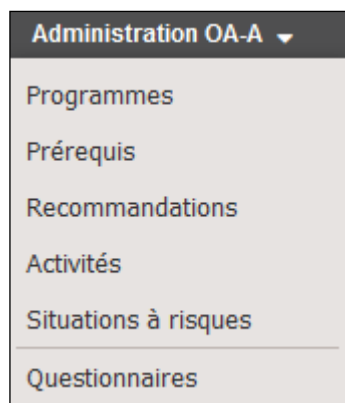 Administration OA-A
Programmes
Prérequis
Recommandations
Activités
Situations à risques
Questionnaires